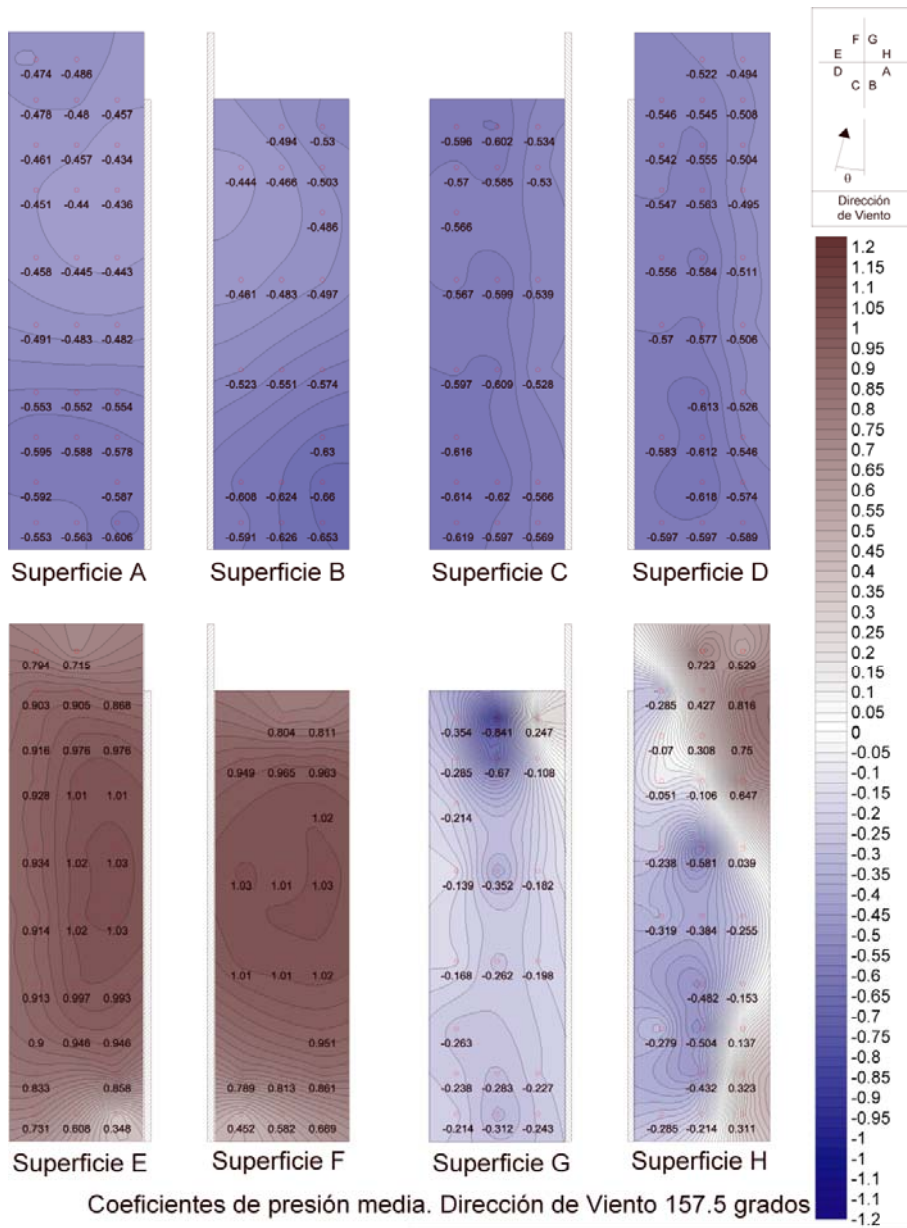 -0.474 -0.486
-0.478 -0.48 -0.457
-0.461 -0.457 -0.434
-0.451 -0.44 -0.436
-0.458 -0.445 -0.443
-0.491 -0.483 -0.482
-0.553 -0.552 -0.554
-0.595 -0.588 -0.578
-0.592 -0.587
-0.553 -0.563 -0.606
Superficie A
-0.494 -0.53
-0.444 -0.466 -0.503
-0.486
-0.461 -0.483 -0.497
-0.523 -0.551 -0.574
-0.63
-0.608 -0.624 -0.66
-0.591 -0.626 -0.653
Superficie B
-0.596 -0.602 -0.534
-0.57 -0.585 -0.53
-0.566
-0.567 -0.599 -0.539
-0.597 -0.609 -0.528
-0.616
-0.614 -0.62 -0.566
-0.619 -0.597 -0.569
Superficie C
-0.522 -0.494
-0.546 -0.545 -0.508
-0.542 -0.555 -0.504
-0.547 -0.563 -0.495
-0.556 -0.584 -0.511
-0.57 -0.577 -0.506
-0.613 -0.526
-0.583 -0.612 -0.546
-0.618 -0.574
-0.597 -0.597 -0.589
Superficie D
F G
E H
D A
C B
θ
Dirección
de Viento
0.794 0.715
0.903 0.905 0.868
0.916 0.976 0.976
0.928 1.01 1.01
0.934 1.02 1.03
0.914 1.02 1.03
0.913 0.997 0.993
0.9 0.946 0.946
0.833 0.858
0.731 0.608 0.348
Superficie E
0.804 0.811
0.949 0.965 0.963
1.02
1.03 1.01 1.03
1.01 1.01 1.02
0.951
0.789 0.813 0.861
0.452 0.582 0.669
Superficie F
-0.354 -0.841 0.247
-0.285 -0.67 -0.108
-0.214
-0.139 -0.352 -0.182
-0.168 -0.262 -0.198
-0.263
-0.238 -0.283 -0.227
-0.214 -0.312 -0.243
Superficie G
0.723 0.529
-0.285 0.427 0.816
-0.07 0.308 0.75
-0.051 -0.106 0.647
-0.238 -0.581 0.039
-0.319 -0.384 -0.255
-0.482 -0.153
-0.279 -0.504 0.137
-0.432 0.323
-0.285 -0.214 0.311
Superficie H
1.2
1.15
1.1
1.05
1
0.95
0.9
0.85
0.8
0.75
0.7
0.65
0.6
0.55
0.5
0.45
0.4
0.35
0.3
0.25
0.2
0.15
0.1
0.05
0
-0.05
-0.1
-0.15
-0.2
-0.25
-0.3
-0.35
-0.4
-0.45
-0.5
-0.55
-0.6
-0.65
-0.7
-0.75
-0.8
-0.85
-0.9
-0.95
-1
-1.1
-1.1
-1.2
Coeficientes de presión media. Dirección de Viento 157.5 grados